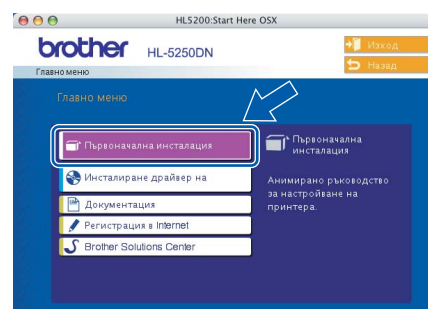 HL5200:Start Here OSX
brother
HL-5250DN
Изход
Назад
Главно меню
Главно меню
Първоначална инсталация
Инсталиране драйвер на
Документация
Регистрация в Internet
Brother Solutions Center
Първоначална
инсталация
Анимирано ръководство
за настройване на
принтера.